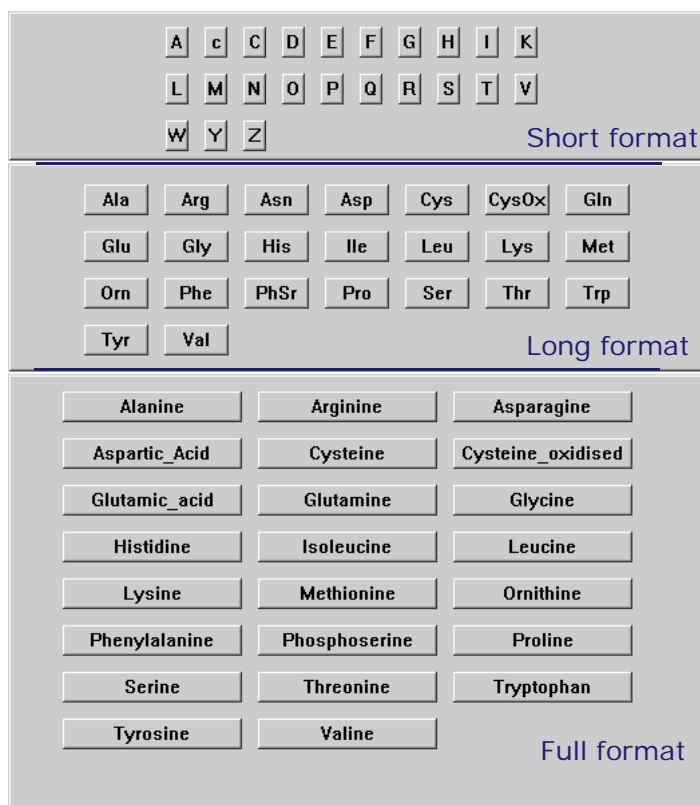 A c C D E F G H I K
L M N O P Q R S T V
W Y Z
Short format
Ala Arg Asn Asp Cys CysOx Gln
Glu Gly His Ile Leu Lys Met
Orn Phe PhSr Pro Ser Thr Trp
Tyr Val
Long format
Alanine Arginine Asparagine
Aspartic_Acid Cysteine Cysteine_oxidised
Glutamic_acid Glutamine Glycine
Histidine Isoleucine Leucine
Lysine Methionine Ornithine
Phenylalanine Phosphoserine Proline
Serine Threonine Tryptophan
Tyrosine Valine
Full format